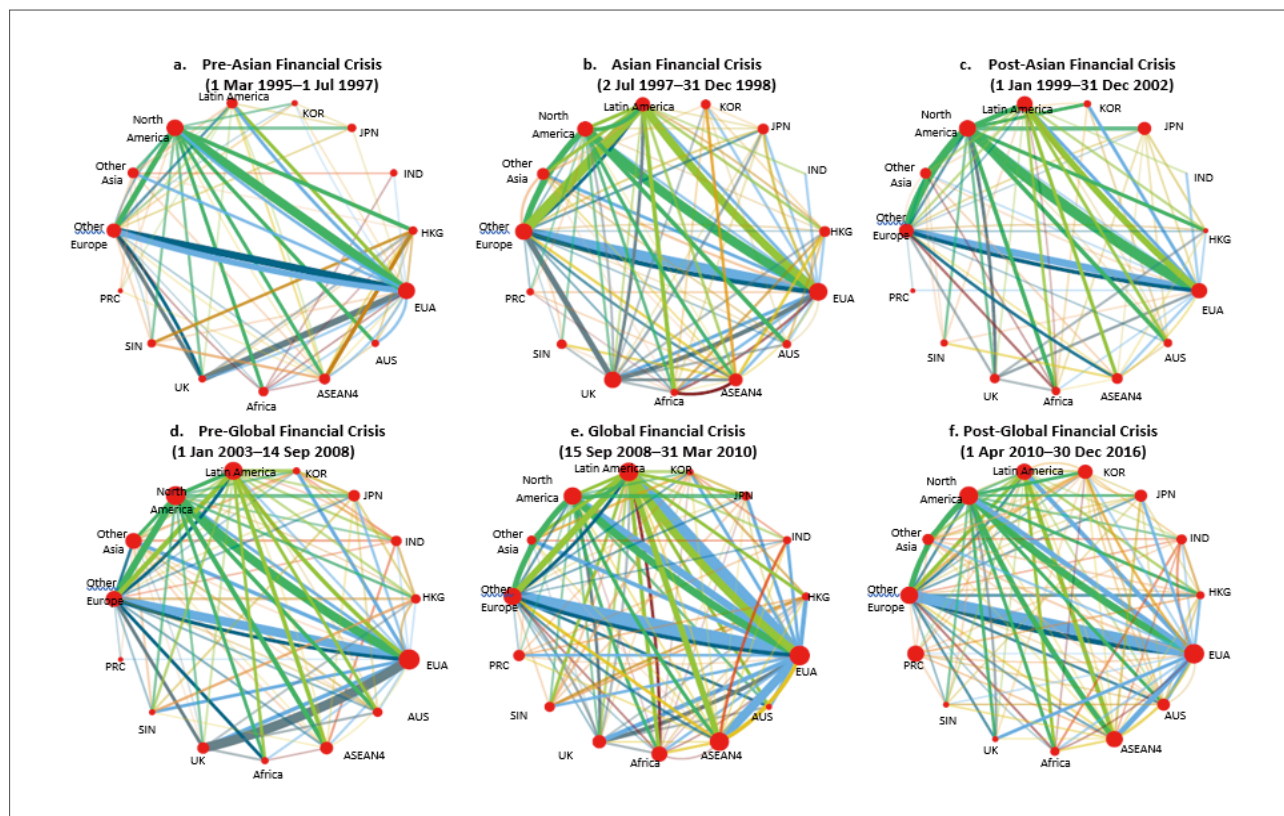 a. Pre-Asian Financial Crisis
(1 Mar 1995–1 Jul 1997)
Latin America
KOR
North
America
JPN
Other
Asia
IND
Other
Europe
HKG
EUA
PRC
SIN
AUS
UK
ASEAN4
Africa
b. Asian Financial Crisis
(2 Jul 1997–31 Dec 1998)
Latin America
KOR
North
America
JPN
Other
Asia
IND
Other
Europe
HKG
EUA
PRC
SIN
AUS
UK
ASEAN4
Africa
c. Post-Asian Financial Crisis
(1 Jan 1999–31 Dec 2002)
Latin America
KOR
North
America
JPN
Other
Asia
IND
Other
Europe
HKG
EUA
PRC
SIN
AUS
UK
ASEAN4
Africa
d. Pre-Global Financial Crisis
(1 Jan 2003–14 Sep 2008)
Latin America
KOR
North
America
JPN
Other
Asia
IND
Other
Europe
HKG
EUA
PRC
SIN
AUS
UK
ASEAN4
Africa
e. Global Financial Crisis
(15 Sep 2008–31 Mar 2010)
Latin America
KOR
North
America
JPN
Other
Asia
IND
Other
Europe
HKG
EUA
PRC
SIN
AUS
UK
ASEAN4
Africa
f. Post-Global Financial Crisis
(1 Apr 2010–30 Dec 2016)
Latin America
KOR
North
America
JPN
Other
Asia
IND
Other
Europe
HKG
EUA
PRC
SIN
AUS
UK
ASEAN4
Africa